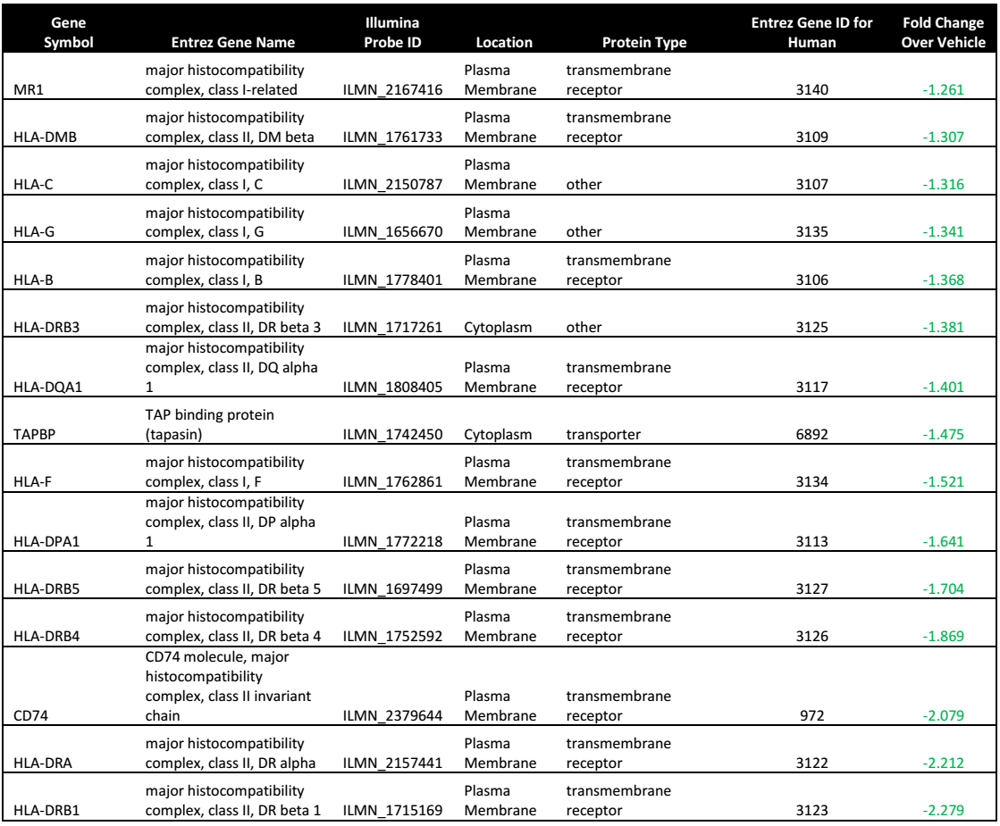 Gene Symbol Entrez Gene Name Illumina Probe ID Location Protein Type Entrez Gene ID for Human Fold Change Over Vehicle
MR1 major histocompatibility complex, class I-related ILMN_2167416 Plasma Membrane transmembrane receptor 3140 -1.261
HLA-DMB major histocompatibility complex, class II, DM beta ILMN_1761733 Plasma Membrane transmembrane receptor 3109 -1.307
HLA-C major histocompatibility complex, class I, C ILMN_2150787 Plasma Membrane other 3107 -1.316
HLA-G major histocompatibility complex, class I, G ILMN_1656670 Plasma Membrane other 3135 -1.341
HLA-B major histocompatibility complex, class I, B ILMN_1778401 Plasma Membrane transmembrane receptor 3106 -1.368
HLA-DRB3 major histocompatibility complex, class II, DR beta 3 ILMN_1717261 Cytoplasm other 3125 -1.381
HLA-DQA1 major histocompatibility complex, class II, DQ alpha 1 ILMN_1808405 Plasma Membrane transmembrane receptor 3117 -1.401
TAPBP TAP binding protein (tapasin) ILMN_1742450 Cytoplasm transporter 6892 -1.475
HLA-F major histocompatibility complex, class I, F ILMN_1762861 Plasma Membrane transmembrane receptor 3134 -1.521
HLA-DPA1 major histocompatibility complex, class II, DP alpha 1 ILMN_1772218 Plasma Membrane transmembrane receptor 3113 -1.641
HLA-DRB5 major histocompatibility complex, class II, DR beta 5 ILMN_1697499 Plasma Membrane transmembrane receptor 3127 -1.704
HLA-DRB4 major histocompatibility complex, class II, DR beta 4 ILMN_1752592 Plasma Membrane transmembrane receptor 3126 -1.869
CD74 CD74 molecule, major histocompatibility complex, class II invariant chain ILMN_2379644 Plasma Membrane transmembrane receptor 972 -2.079
HLA-DRA major histocompatibility complex, class II, DR alpha ILMN_2157441 Plasma Membrane transmembrane receptor 3122 -2.212
HLA-DRB1 major histocompatibility complex, class II, DR beta 1 ILMN_1715169 Plasma Membrane transmembrane receptor 3123 -2.279